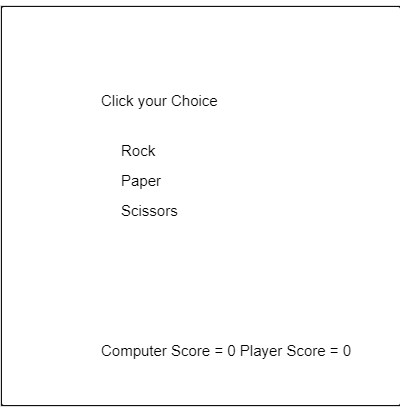 Click your Choice
Rock
Paper
Scissors
Computer Score = 0 Player Score = 0